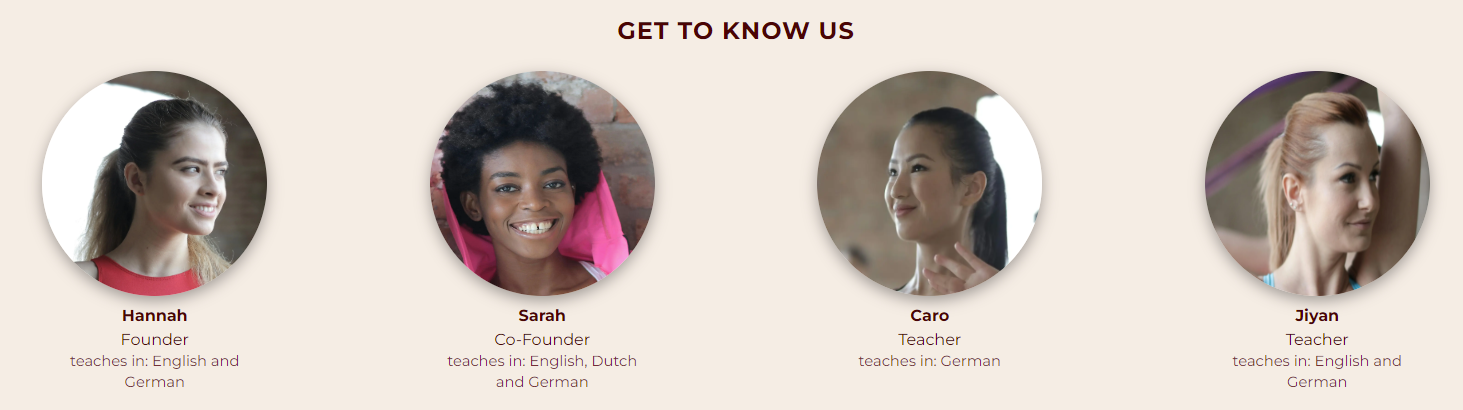 GET TO KNOW US
Hannah
Founder
teaches in: English and
German
Sarah
Co-Founder
teaches in: English, Dutch
and German
Caro
Teacher
teaches in: German
Jiyan
Teacher
teaches in: English and
German